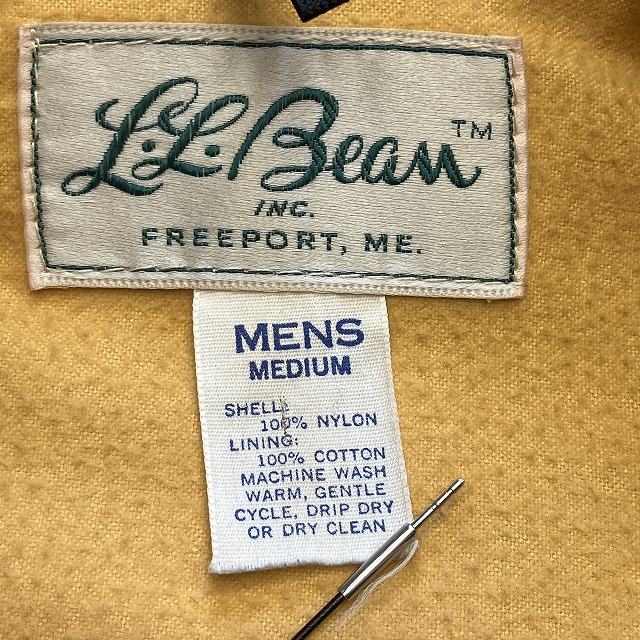 L.L.Bean™
INC.
FREEPORT, ME.
MENS
MEDIUM
SHELL:
100% NYLON
LINING:
100% COTTON
MACHINE WASH
WARM, GENTLE
CYCLE, DRIP DRY
OR DRY CLEAN